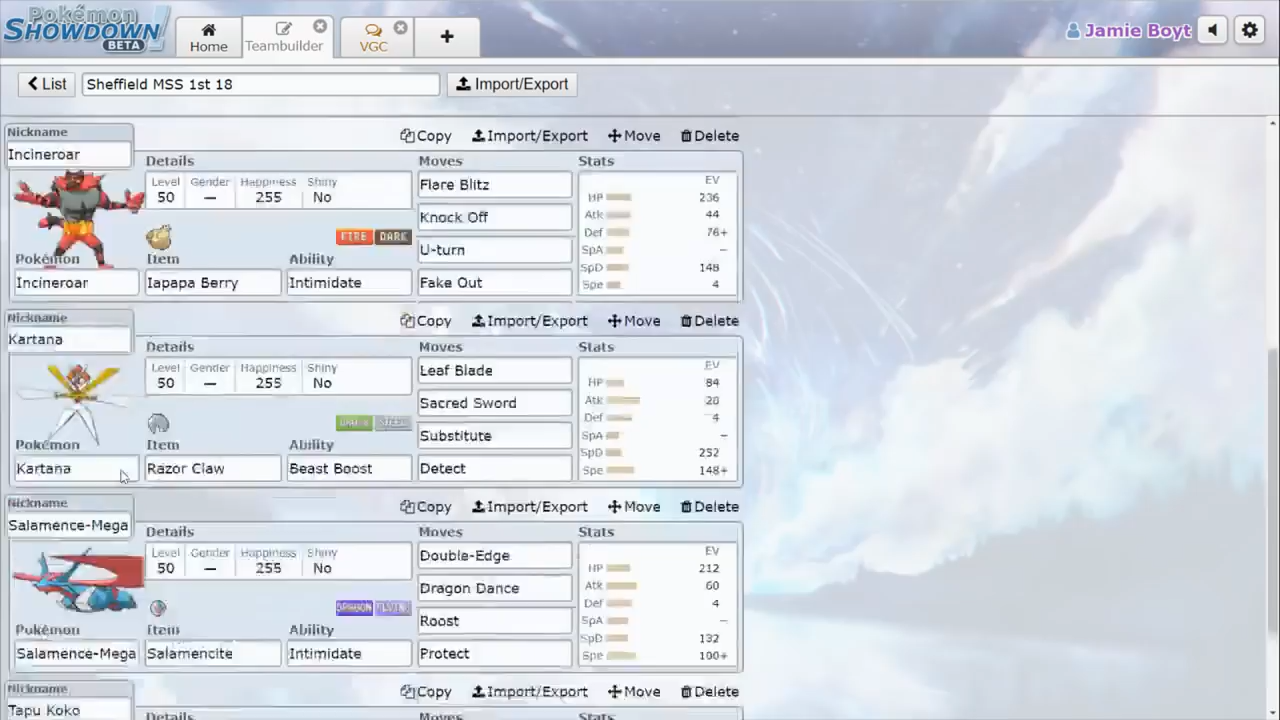 Pokémon
SHOWDOWN!
BETA
Home
Teambuilder
VGC
+
Jamie Boyt
List
Sheffield MSS 1st 18
Import/Export
Nickname
Incineroar
Copy
Import/Export
Move
Delete
Details
Level Gender Happiness Shiny
50 — 255 No
FIRE DARK
Pokémon Item Ability
Incineroar Iapapa Berry Intimidate
Moves
Flare Blitz
Knock Off
U-turn
Fake Out
Stats
EV
HP 236
Atk 44
Def 76+
SpA –
SpD 148
Spe 4
Nickname
Kartana
Copy
Import/Export
Move
Delete
Details
Level Gender Happiness Shiny
50 — 255 No
GRASS STEEL
Pokémon Item Ability
Kartana Razor Claw Beast Boost
Moves
Leaf Blade
Sacred Sword
Substitute
Detect
Stats
EV
HP 84
Atk 20
Def 4
SpA –
SpD 252
Spe 148+
Nickname
Salamence-Mega
Copy
Import/Export
Move
Delete
Details
Level Gender Happiness Shiny
50 — 255 No
DRAGON FLYING
Pokémon Item Ability
Salamence-Mega Salamencite Intimidate
Moves
Double-Edge
Dragon Dance
Roost
Protect
Stats
EV
HP 212
Atk 60
Def 4
SpA –
SpD 132
Spe 100+
Nickname
Tapu Koko
Copy
Import/Export
Move
Delete
Details
Moves
Stats